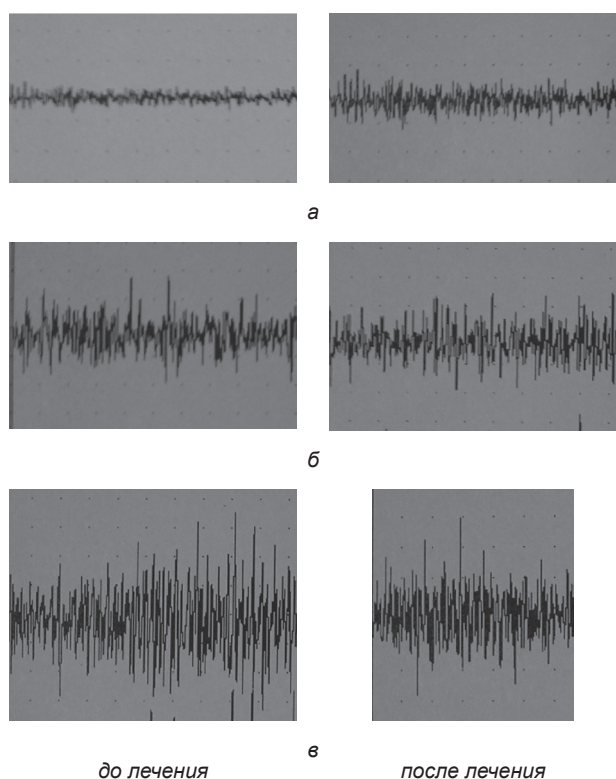 а
б
в
до лечения
после лечения